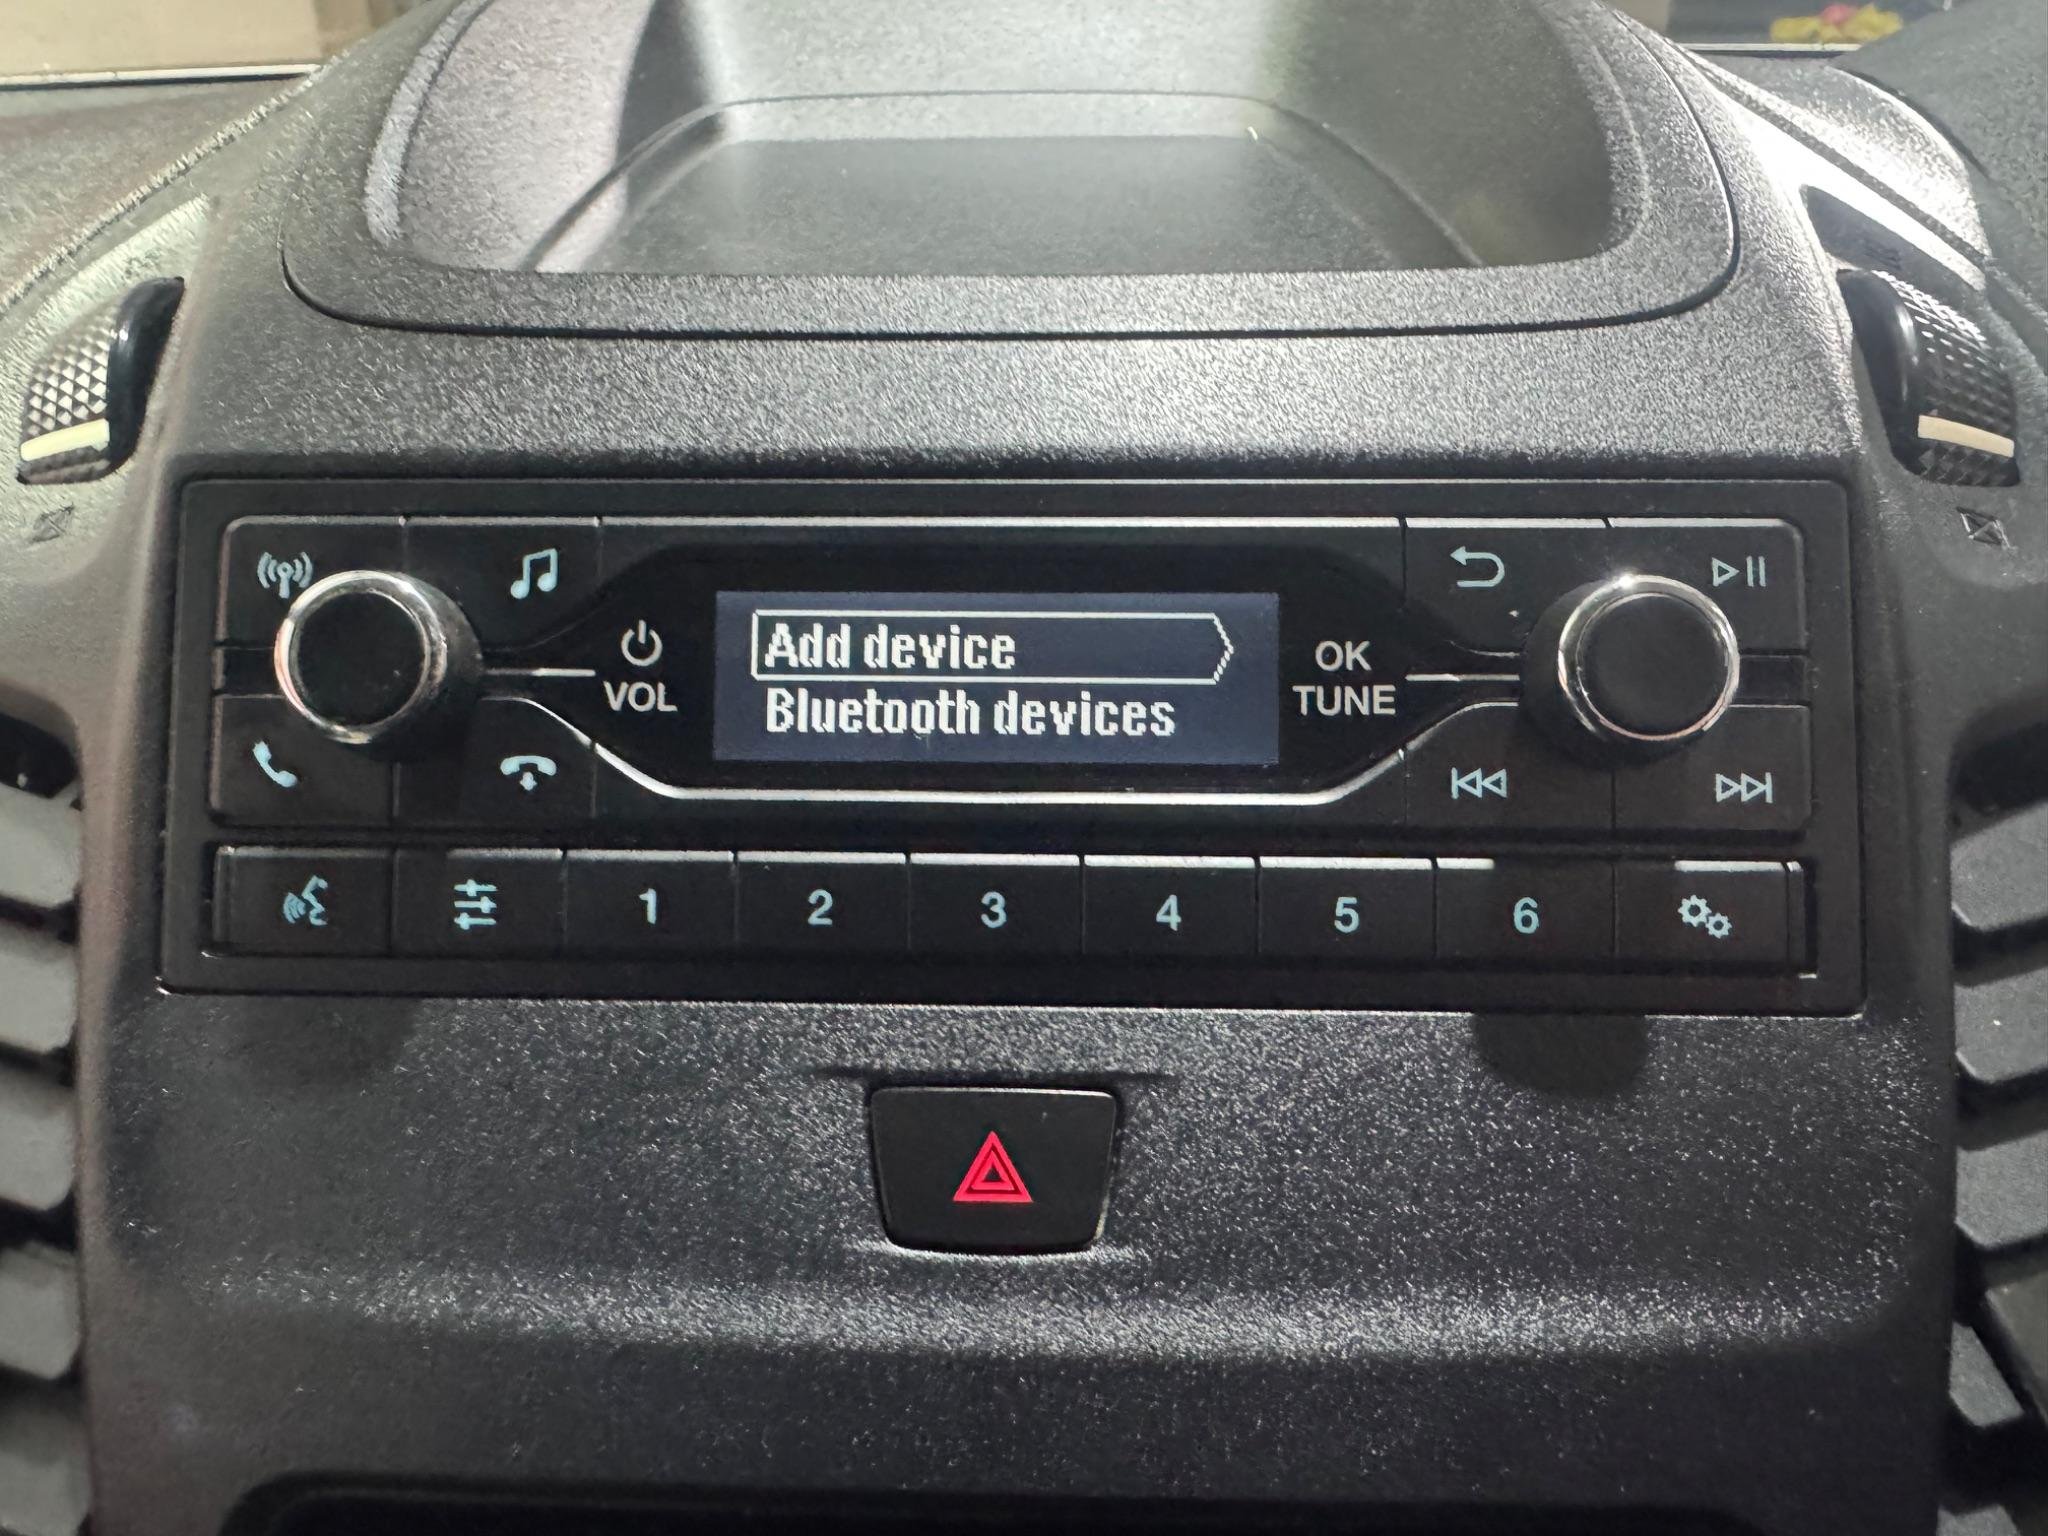 Add device
Bluetooth devices
VOL
OK
TUNE
1 2 3 4 5 6